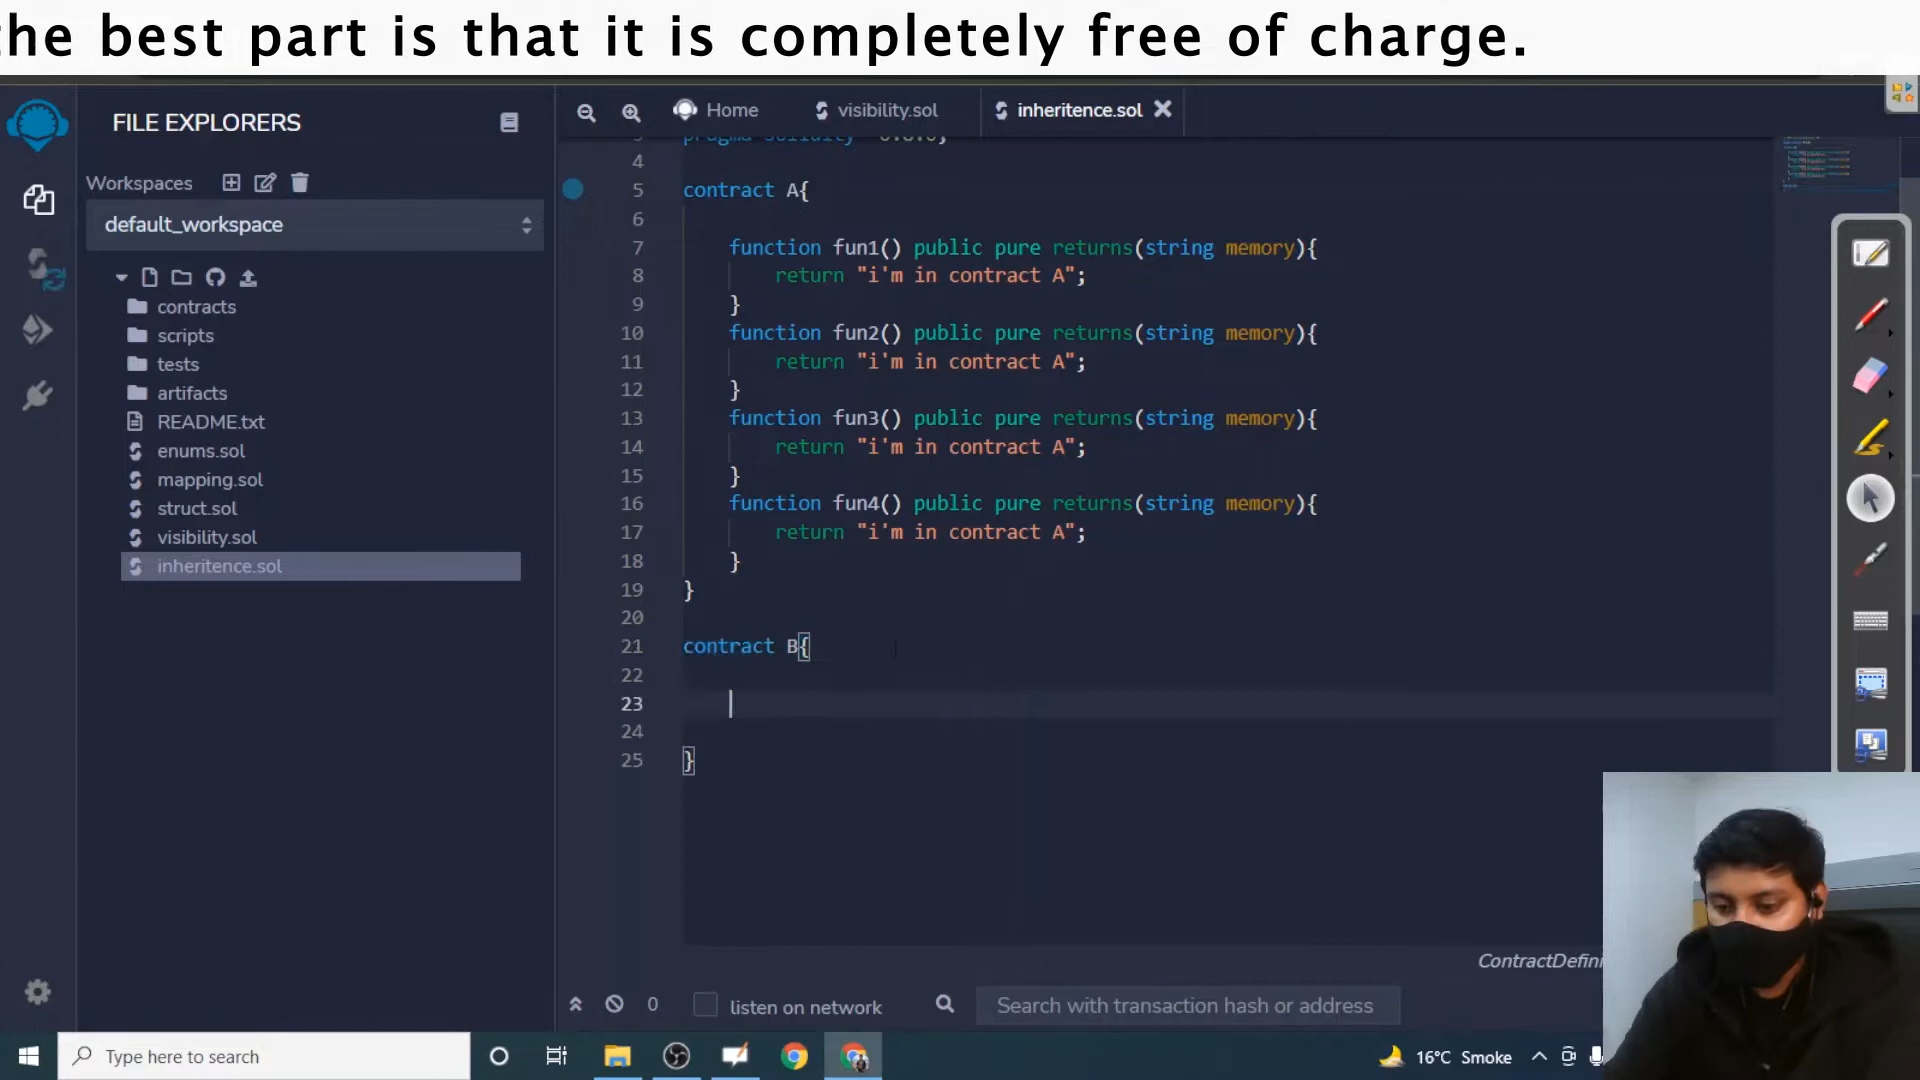 the best part is that it is completely free of charge.
FILE EXPLORERS
Home
visibility.sol
inheritence.sol
Workspaces
default_workspace
contracts
scripts
tests
artifacts
README.txt
enums.sol
mapping.sol
struct.sol
visibility.sol
inheritence.sol
4
5 contract A{
6
7 function fun1() public pure returns(string memory){
8 return "i'm in contract A";
9 }
10 function fun2() public pure returns(string memory){
11 return "i'm in contract A";
12 }
13 function fun3() public pure returns(string memory){
14 return "i'm in contract A";
15 }
16 function fun4() public pure returns(string memory){
17 return "i'm in contract A";
18 }
19 }
20
21 contract B{
22
23
24
25 }
ContractDefini
0 listen on network Search with transaction hash or address
Type here to search
16°C Smoke